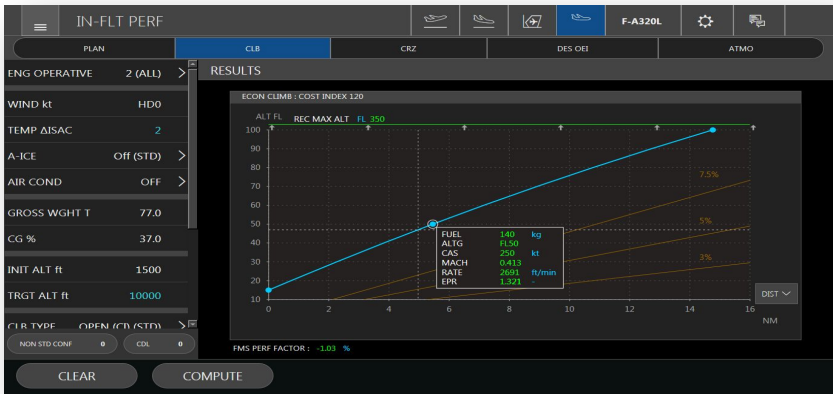 IN-FLT PERF
F-A320L
PLAN CLB CRZ DES OEI ATMO
ENG OPERATIVE 2 (ALL)
WIND kt HD0
TEMP ΔISAC 2
A-ICE Off (STD)
AIR COND OFF
GROSS WGHT T 77.0
CG % 37.0
INIT ALT ft 1500
TRGT ALT ft 10000
CLB TYPE OPEN (CI) (STD)
NON STD CONF 0 CDL 0
CLEAR COMPUTE
RESULTS
ECON CLIMB : COST INDEX 120
ALT FL REC MAX ALT FL 350
100
90
80
70
60
50
40
30
20
10
7.5%
5%
3%
FUEL 140 kg
ALTG FL50
CAS 250 kt
MACH 0.413
RATE 2691 ft/min
EPR 1.321 -
0 2 4 6 8 10 12 14 16
DIST
NM
FMS PERF FACTOR : -1.03 %